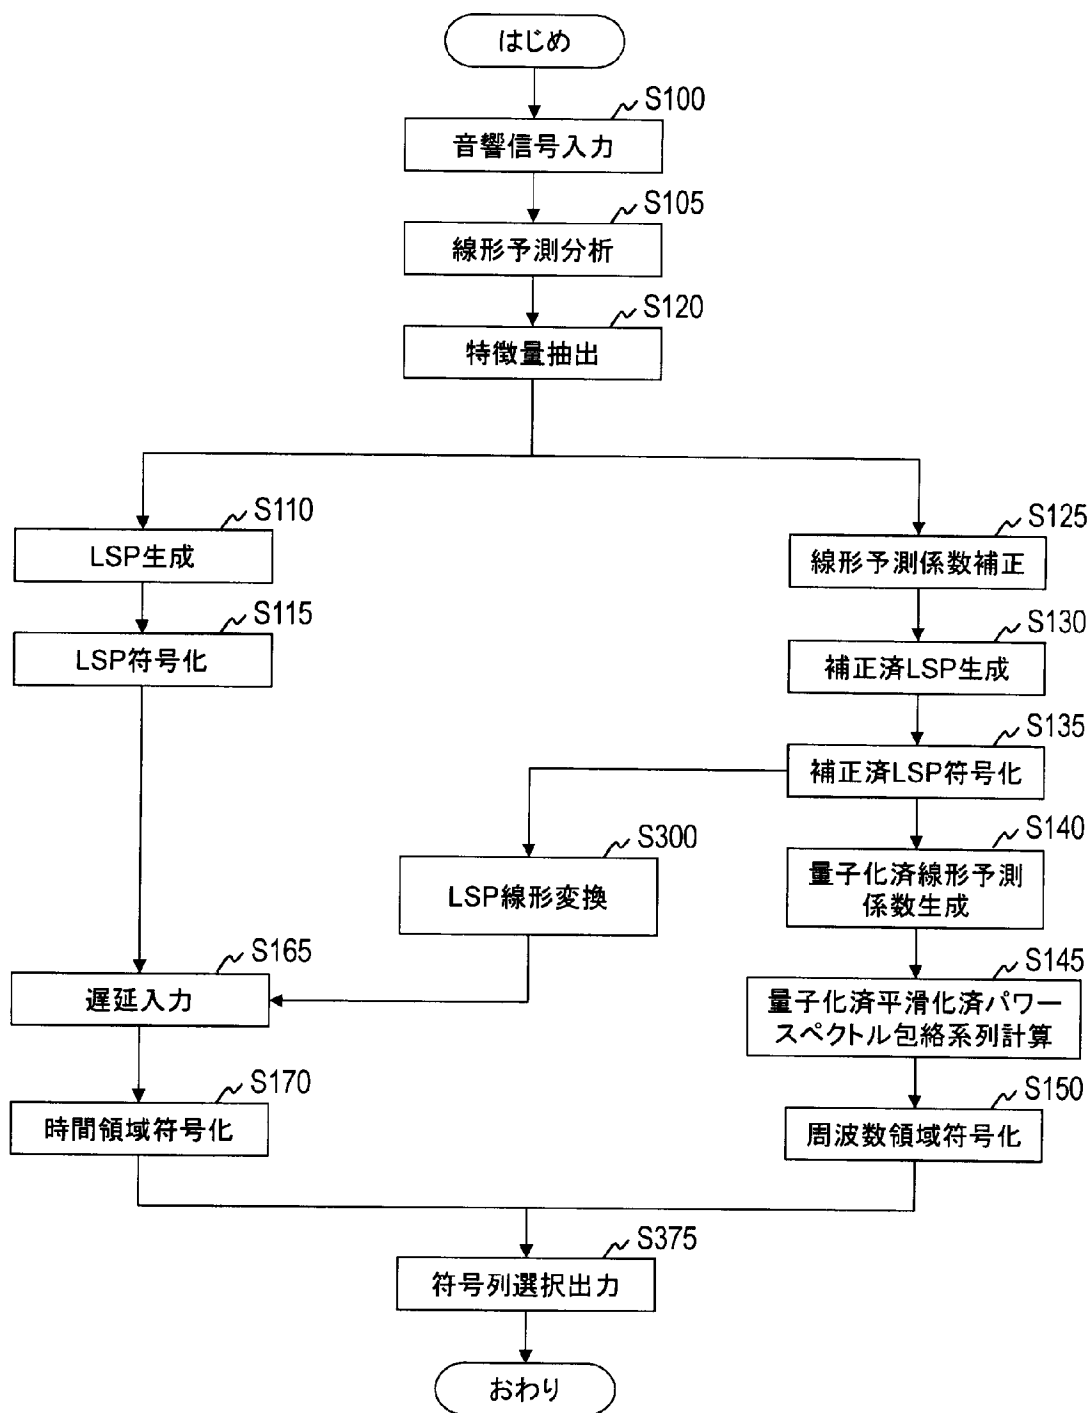 はじめ
S100
音響信号入力
S105
線形予測分析
S120
特徴量抽出
S110
LSP生成
S115
LSP符号化
S125
線形予測係数補正
S130
補正済LSP生成
S135
補正済LSP符号化
S300
LSP線形変換
S140
量子化済線形予測
係数生成
S165
遅延入力
S145
量子化済平滑化済パワー
スペクトル包絡系列計算
S170
時間領域符号化
S150
周波数領域符号化
S375
符号列選択出力
おわり